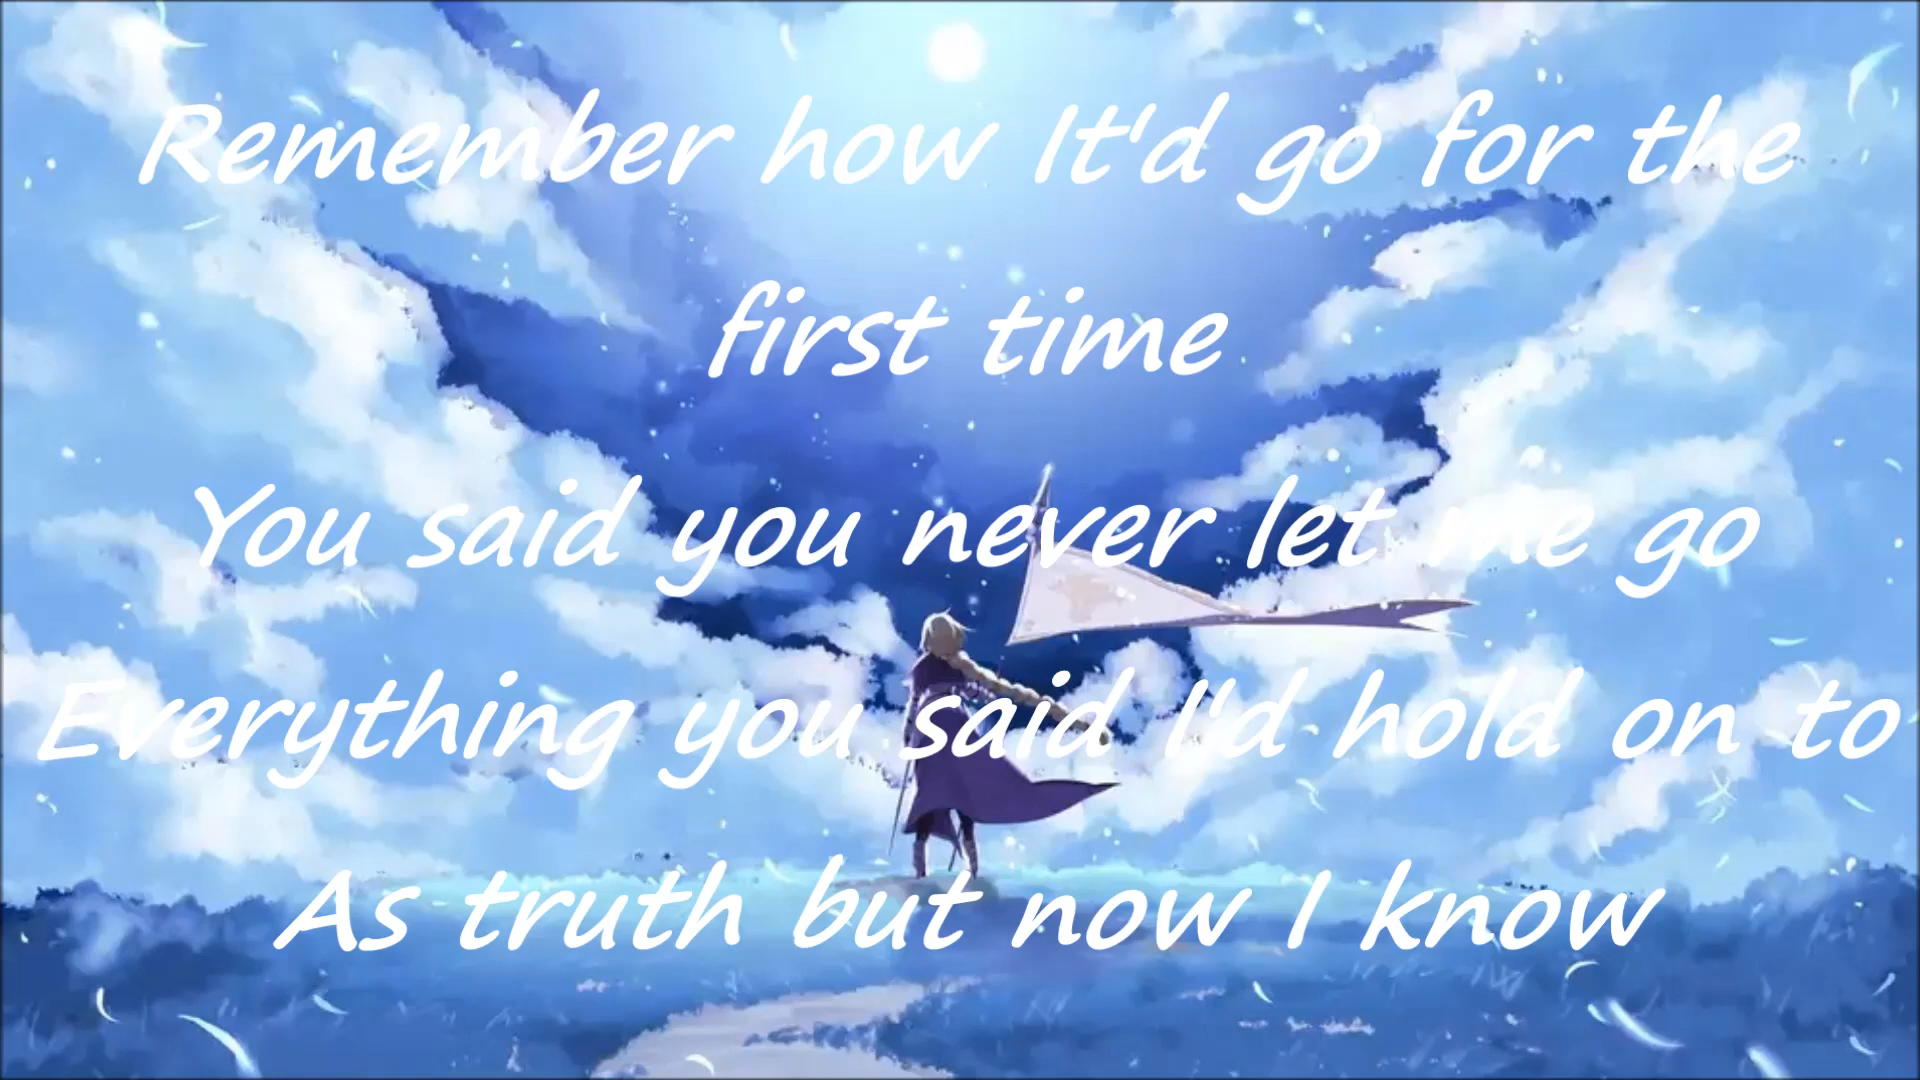 Remember how It'd go for the
first time
You said you never let me go
Everything you said I'd hold on to
As truth but now I know